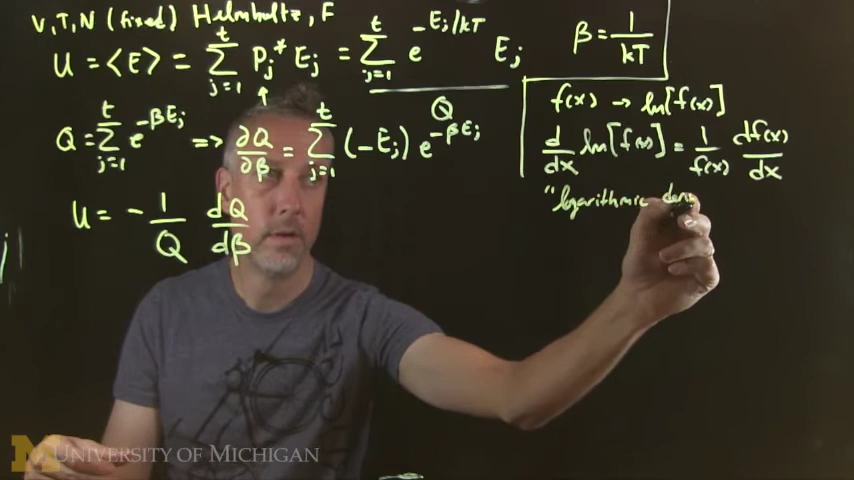 V,T,N (fixed) Helmholtz, F
U = <E> = Σ_{j=1}^{t} P_j* E_j = Σ_{j=1}^{t} e^{-E_j/kT} E_j / Q
β = 1/kT
Q = Σ_{j=1}^{t} e^{-βE_j} => ∂Q/∂β = Σ_{j=1}^{t} (-E_j) e^{-βE_j}
U = - 1/Q dQ/dβ
f(x) → ln[f(x)]
d/dx ln[f(x)] = 1/f(x) df(x)/dx
"logarithmic
M UNIVERSITY OF MICHIGAN